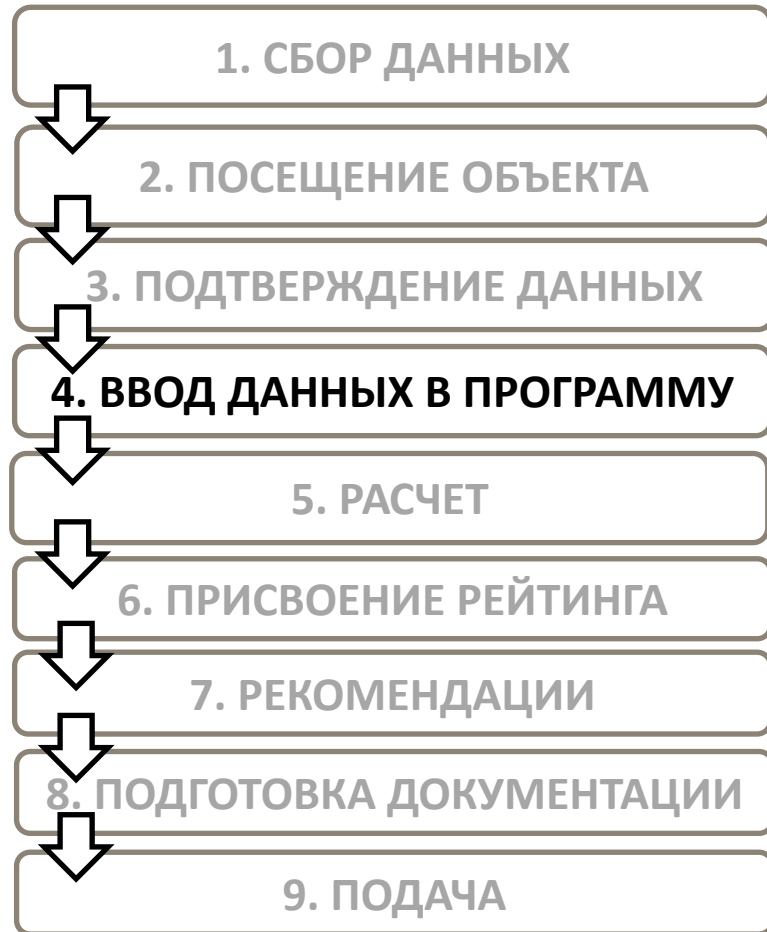 1. СБОР ДАННЫХ
2. ПОСЕЩЕНИЕ ОБЪЕКТА
3. ПОДТВЕРЖДЕНИЕ ДАННЫХ
4. ВВОД ДАННЫХ В ПРОГРАММУ
5. РАСЧЕТ
6. ПРИСВОЕНИЕ РЕЙТИНГА
7. РЕКОМЕНДАЦИИ
8. ПОДГОТОВКА ДОКУМЕНТАЦИИ
9. ПОДАЧА